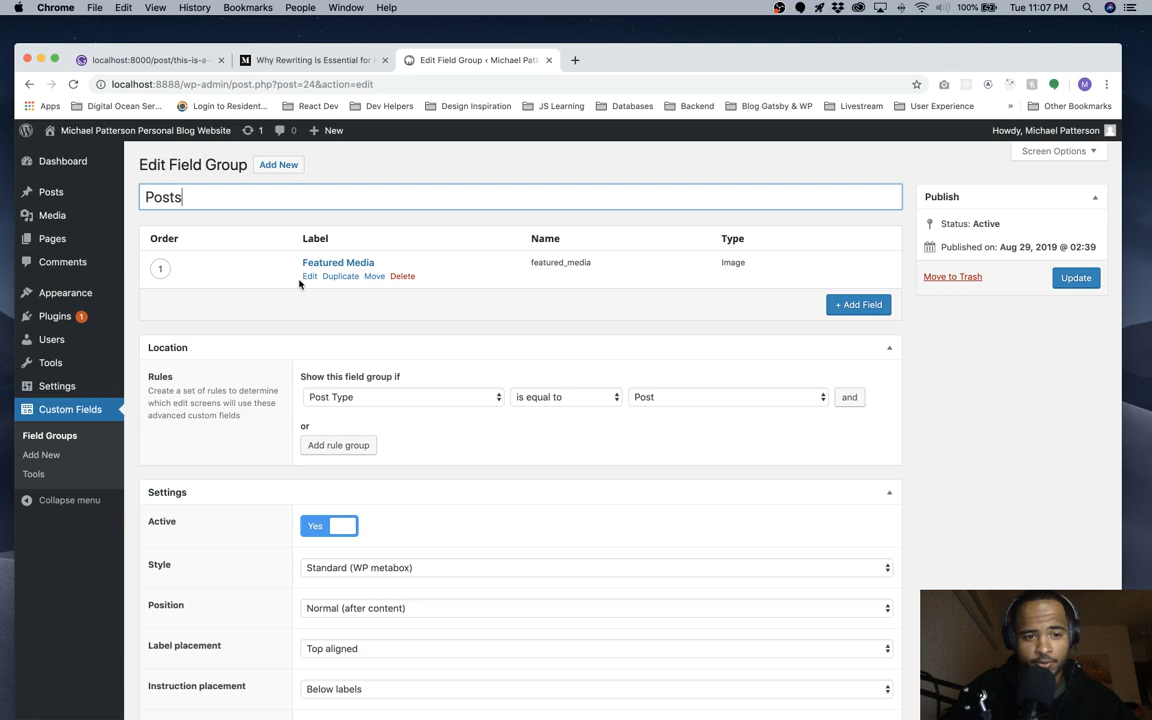 Chrome File Edit View History Bookmarks People Window Help 100% Tue 11:07 PM
localhost:8000/post/this-is-a- Why Rewriting Is Essential for Edit Field Group ‹ Michael Patt
localhost:8888/wp-admin/post.php?post=24&action=edit
Apps Digital Ocean Ser... Login to Resident... React Dev Dev Helpers Design Inspiration JS Learning Databases Backend Blog Gatsby & WP Livestream User Experience » Other Bookmarks
Michael Patterson Personal Blog Website 1 0 New Howdy, Michael Patterson
Dashboard
Posts
Media
Pages
Comments
Appearance
Plugins 1
Users
Tools
Settings
Custom Fields
Field Groups
Add New
Tools
Collapse menu
Screen Options
Edit Field Group Add New
Posts
Order Label Name Type
1 Featured Media featured_media Image
Edit Duplicate Move Delete
+ Add Field
Location
Rules
Create a set of rules to determine
which edit screens will use these
advanced custom fields
Show this field group if
Post Type is equal to Post and
or
Add rule group
Settings
Active Yes
Style Standard (WP metabox)
Position Normal (after content)
Label placement Top aligned
Instruction placement Below labels
Publish
Status: Active
Published on: Aug 29, 2019 @ 02:39
Move to Trash Update